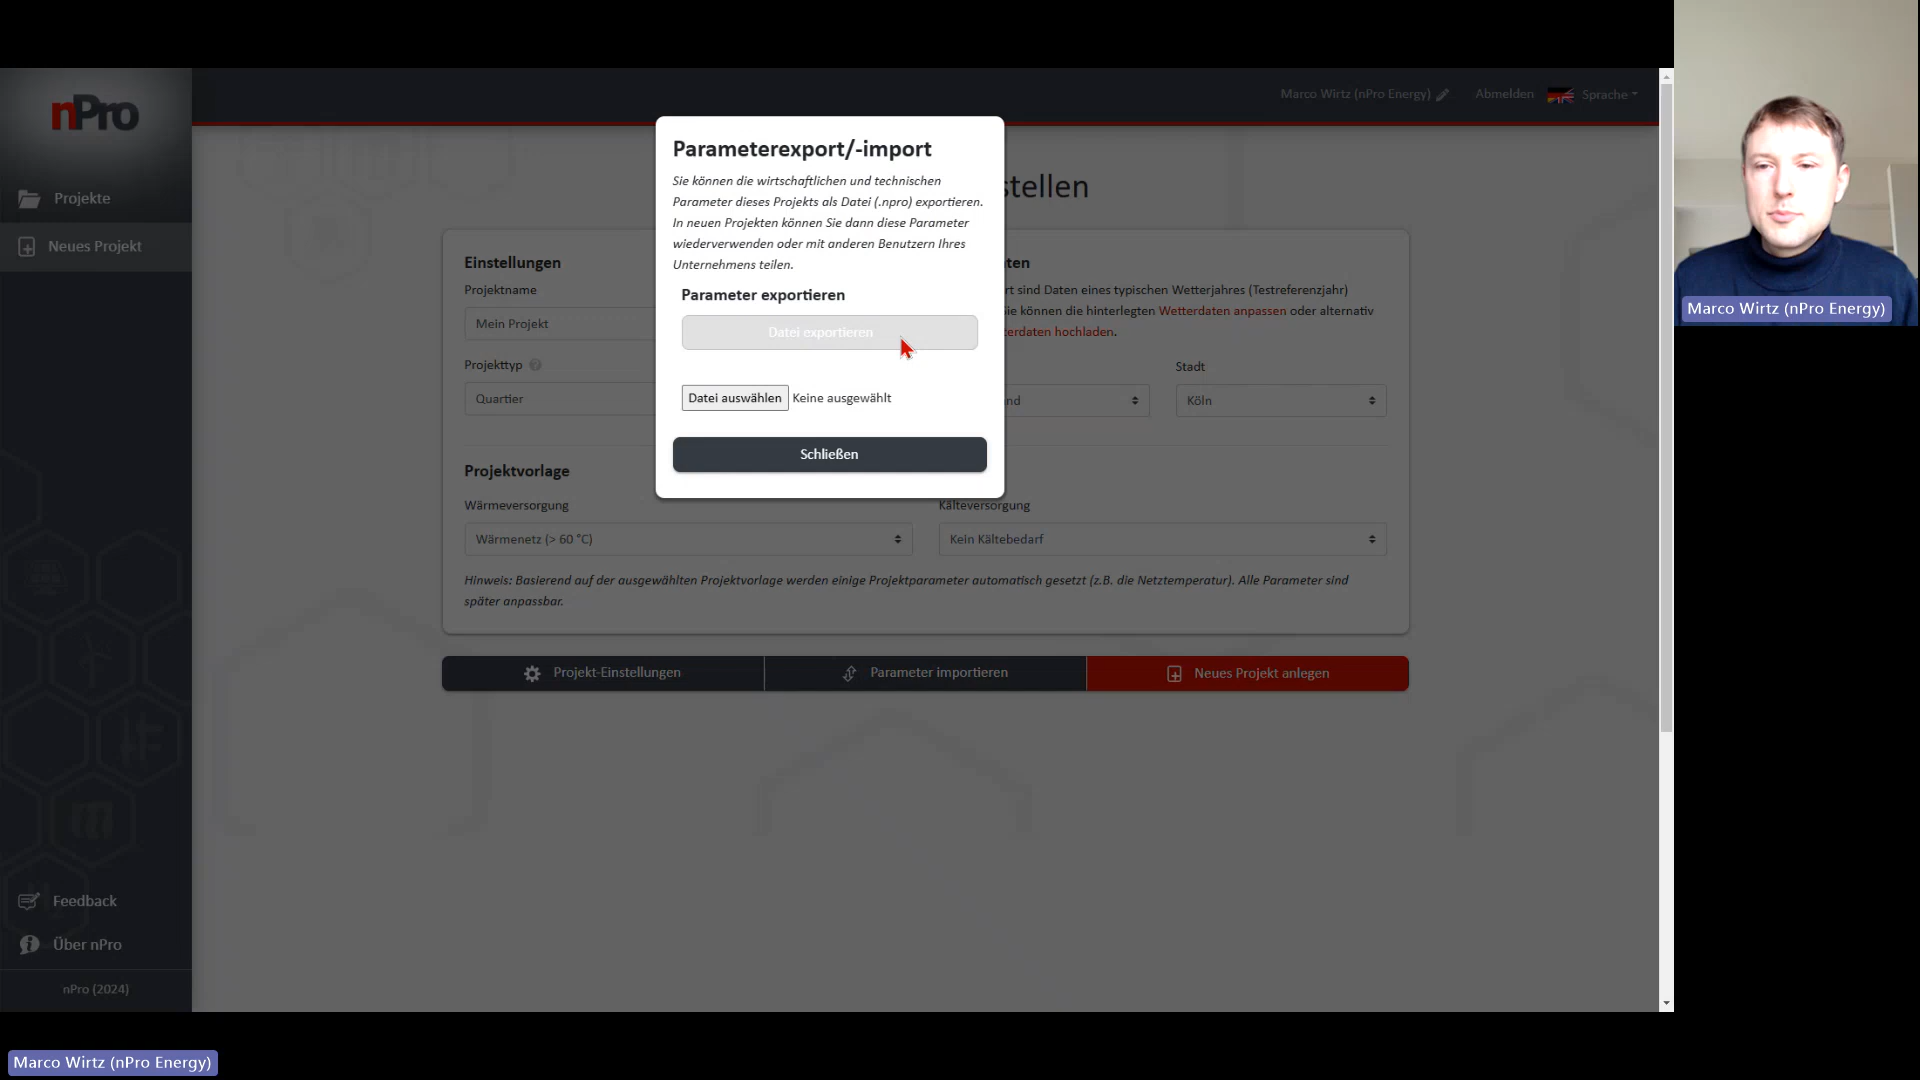 nPro
Projekte
Neues Projekt
Feedback
Über nPro
nPro (2024)
Marco Wirtz (nPro Energy)
Abmelden
Sprache
stellen
Einstellungen
Projektname
Mein Projekt
Projekttyp
Quartier
Parameterexport/-import
Sie können die wirtschaftlichen und technischen
Parameter dieses Projekts als Datei (.npro) exportieren.
In neuen Projekten können Sie dann diese Parameter
wiederverwenden oder mit anderen Benutzern Ihres
Unternehmens teilen.
Parameter exportieren
Datei exportieren
Datei auswählen Keine ausgewählt
Schließen
ten
rt sind Daten eines typischen Wetterjahres (Testreferenzjahr)
ie können die hinterlegten Wetterdaten anpassen oder alternativ
terdaten hochladen.
Stadt
nd
Köln
Projektvorlage
Wärmeversorgung
Wärmenetz (> 60 °C)
Kälteversorgung
Kein Kältebedarf
Hinweis: Basierend auf der ausgewählten Projektvorlage werden einige Projektparameter automatisch gesetzt (z.B. die Netztemperatur). Alle Parameter sind
später anpassbar.
Projekt-Einstellungen
Parameter importieren
Neues Projekt anlegen
Marco Wirtz (nPro Energy)
Marco Wirtz (nPro Energy)